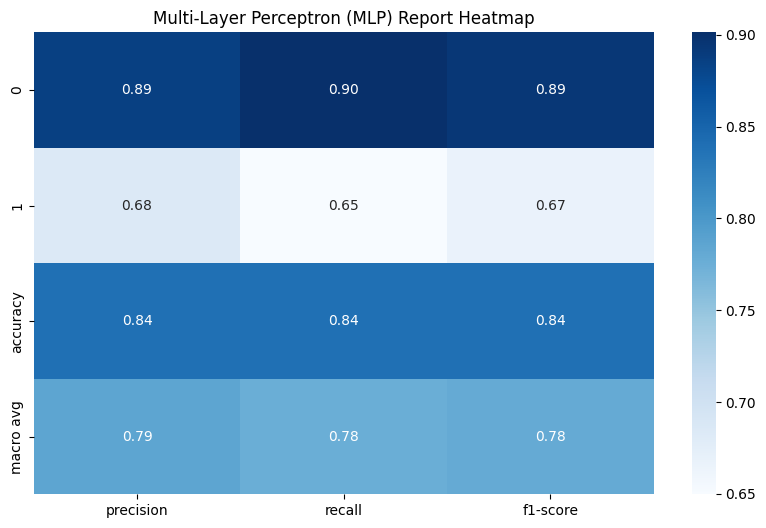 Multi-Layer Perceptron (MLP) Report Heatmap
0 0.89 0.90 0.89
1 0.68 0.65 0.67
accuracy 0.84 0.84 0.84
macro avg 0.79 0.78 0.78
precision recall f1-score
0.90
0.85
0.80
0.75
0.70
0.65